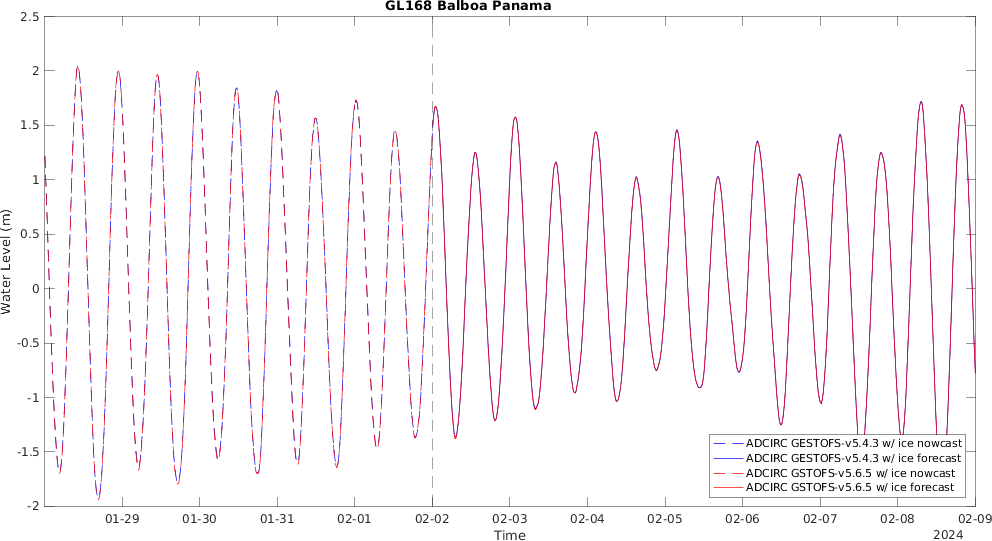 GL168 Balboa Panama
2.5
2
1.5
1
0.5
0
-0.5
-1
-1.5
-2
Water Level (m)
ADCIRC GESTOFS-v5.4.3 w/ ice nowcast
ADCIRC GESTOFS-v5.4.3 w/ ice forecast
ADCIRC GSTOFS-v5.6.5 w/ ice nowcast
ADCIRC GSTOFS-v5.6.5 w/ ice forecast
01-29 01-30 01-31 02-01 02-02 02-03 02-04 02-05 02-06 02-07 02-08 02-09
Time
2024